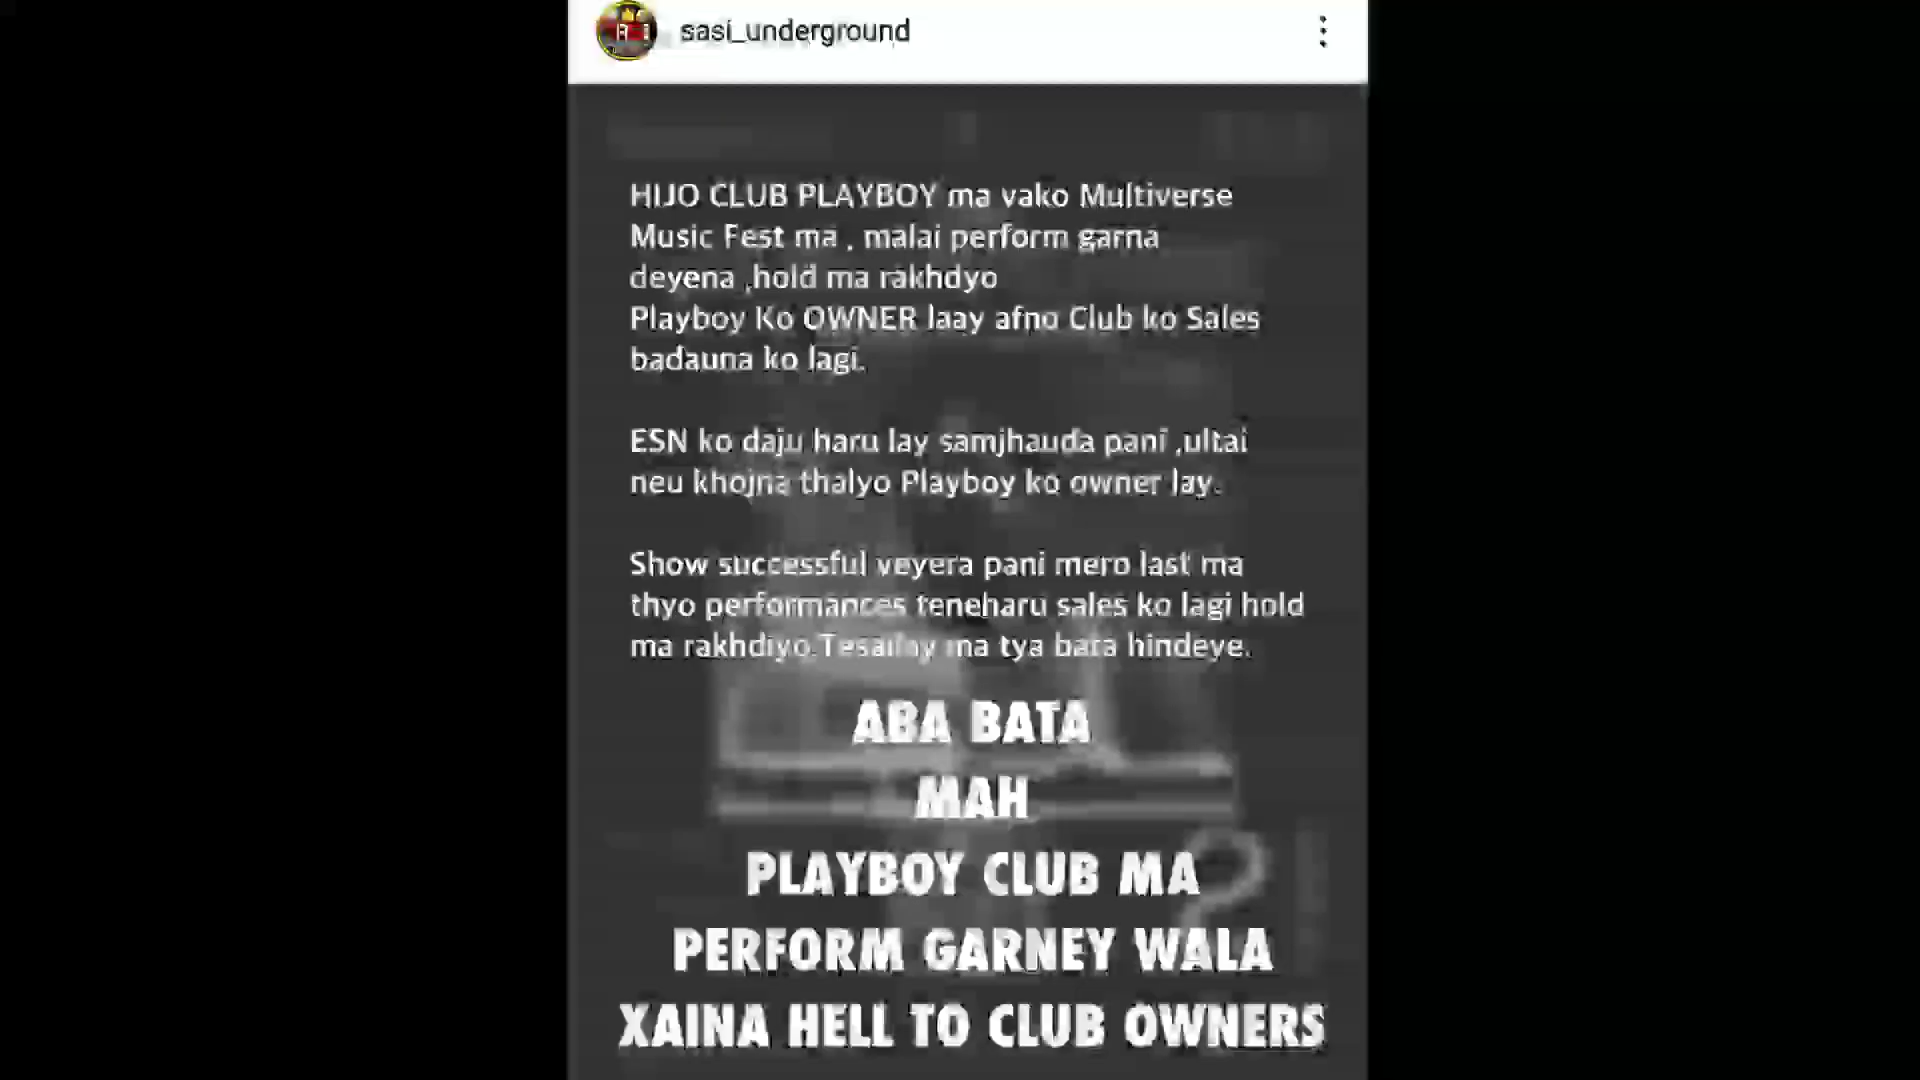 sasi_underground
HIJO CLUB PLAYBOY ma vako Multiverse
Music Fest ma , malai perform garna
deyena ,hold ma rakhdyo
Playboy Ko OWNER laay afno Club ko Sales
badauna ko lagi.
ESN ko daju haru lay samjhauda pani ,ultai
neu khojna thalyo Playboy ko owner lay.
Show successful veyera pani mero last ma
thyo performances teneharu sales ko lagi hold
ma rakhdiyo.Tesailay ma tya bata hindeye.
ABA BATA
MAH
PLAYBOY CLUB MA
PERFORM GARNEY WALA
XAINA HELL TO CLUB OWNERS